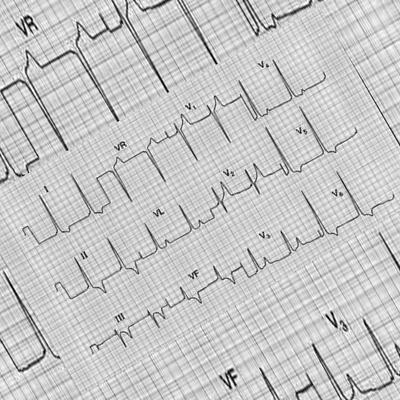 VR
I VR V₁ V₄
II VL V₂ V₅
III VF V₃ V₆
VF V₃